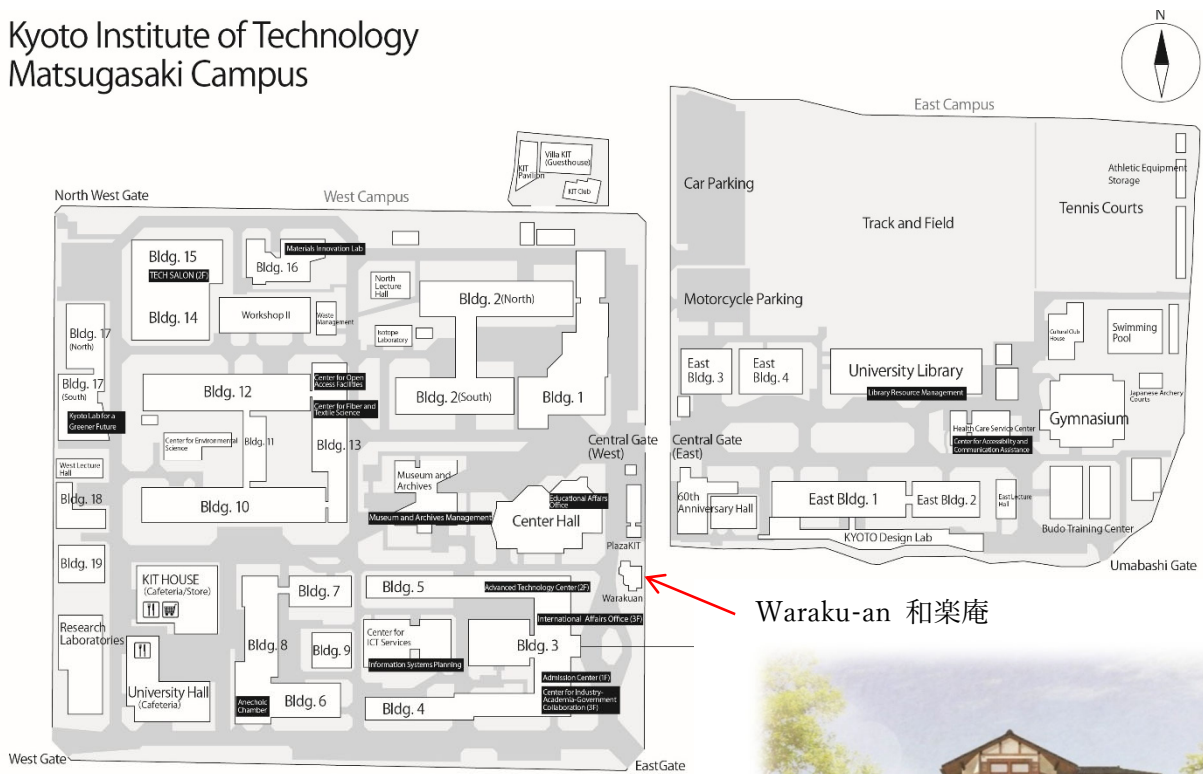 Kyoto Institute of Technology
Matsugasaki Campus
N
East Campus
KIT
Pavilion
Villa KIT
(Guesthouse)
KIT Club
Car Parking
Athletic Equipment
Storage
Track and Field
Tennis Courts
North West Gate
West Campus
Bldg. 15
TECH SALON (2F)
Bldg. 14
Materials Innovation Lab
Bldg. 16
North
Lecture
Hall
Workshop II
Waste
Management
Isotope
Laboratory
Bldg. 2(North)
Bldg. 2(South)
Bldg. 1
Motorcycle Parking
Cultural Club
House
Swimming
Pool
East
Bldg. 3
East
Bldg. 4
University Library
Library Resource Management
Japanese Archery
Courts
Gymnasium
Health Care Service Center
Center for Accessibility and
Communication Assistance
Bldg. 17
(North)
Bldg. 17
(South)
Kyoto Lab for a
Greener Future
Bldg. 12
Center for Open
Access Facilities
Center for Fiber and
Textile Science
Bldg. 13
Center for Environmental
Science
Bldg. 11
Bldg. 10
West Lecture
Hall
Bldg. 18
Central Gate
(West)
Central Gate
(East)
Museum and
Archives
Museum and Archives Management
Educational Affairs
Office
Center Hall
PlazaKIT
60th
Anniversary Hall
East Bldg. 1
East Bldg. 2
East Lecture
Hall
KYOTO Design Lab
Budo Training Center
Umabashi Gate
Bldg. 19
KIT HOUSE
(Cafeteria/Store)
Bldg. 7
Bldg. 5
Advanced Technology Center (2F)
Warakuan
Waraku-an 和楽庵
International Affairs Office (3F)
Research
Laboratories
Bldg. 8
Bldg. 9
Center for
ICT Services
Information Systems Planning
Bldg. 3
University Hall
(Cafeteria)
Anechoic
Chamber
Bldg. 6
Bldg. 4
Admission Center (1F)
Center for Industry-
Academia-Government
Collaboration (3F)
West Gate
EastGate